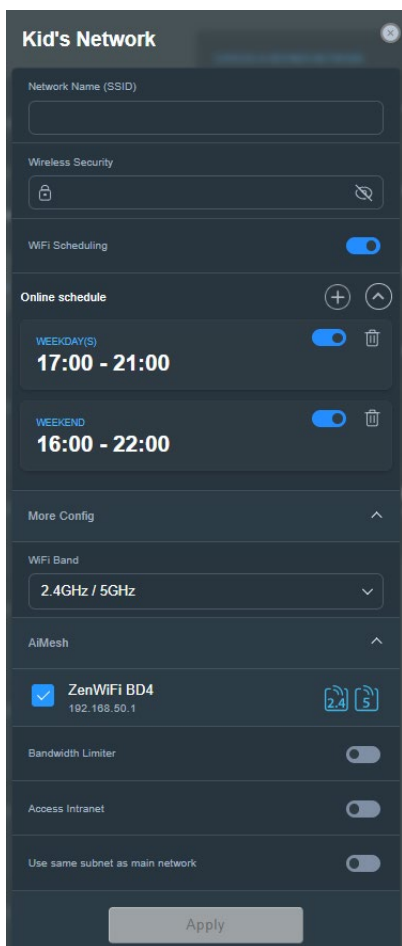 Kid's Network
Network Name (SSID)
Wireless Security
WiFi Scheduling
Online schedule
WEEKDAY(S)
17:00 - 21:00
WEEKEND
16:00 - 22:00
More Config
WiFi Band
2.4GHz / 5GHz
AiMesh
ZenWiFi BD4
192.168.50.1
2.4 5
Bandwidth Limiter
Access Intranet
Use same subnet as main network
Apply